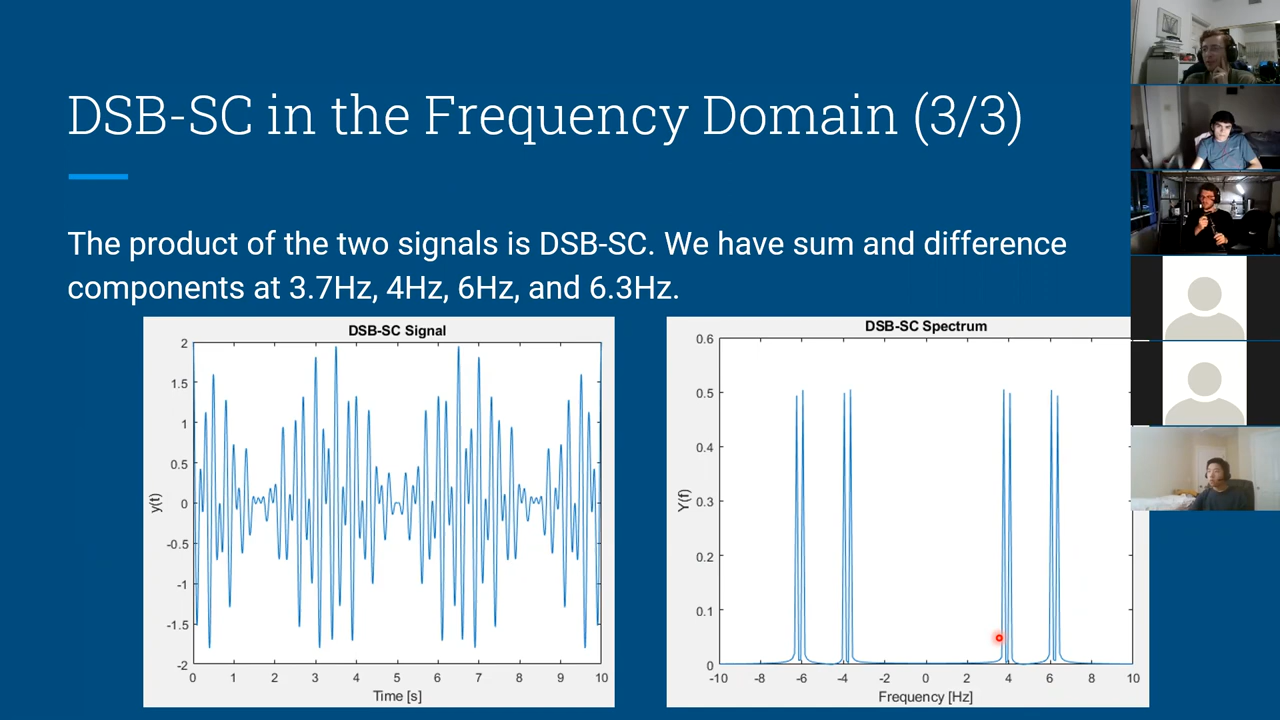 DSB-SC in the Frequency Domain (3/3)
The product of the two signals is DSB-SC. We have sum and difference
components at 3.7Hz, 4Hz, 6Hz, and 6.3Hz.
DSB-SC Signal
2
1.5
1
0.5
0
-0.5
-1
-1.5
-2
y(t)
0 1 2 3 4 5 6 7 8 9 10
Time [s]
DSB-SC Spectrum
0.6
0.5
0.4
0.3
0.2
0.1
0
Y(f)
-10 -8 -6 -4 -2 0 2 4 6 8 10
Frequency [Hz]